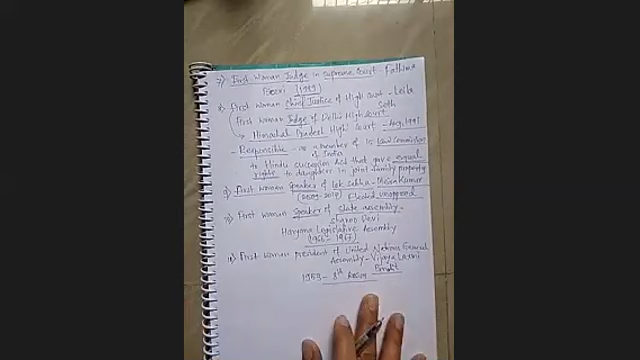 7) First woman Judge in supreme court - Fathima
Beevi [1989]
8) First woman Chief Justice of High court - Leila
Seth
First woman Judge of Delhi High Court
→ Himachal Pradesh High Court - Aug, 1991
- Responsible - as a member of 15 Law Commission
of India
to Hindu succession Act that gave equal
rights to daughters in joint family property
9) First woman Speaker of Lok sabha - Meira Kumar
(2009-2014) Elected unopposed
10) First woman Speaker of State assembly -
Shanno Devi
Haryana Legislative Assembly
(1966 - 1967)
11) First woman president of United Nations General
Assembly - Vijaya Laxmi
Pandit
1953 - 8th